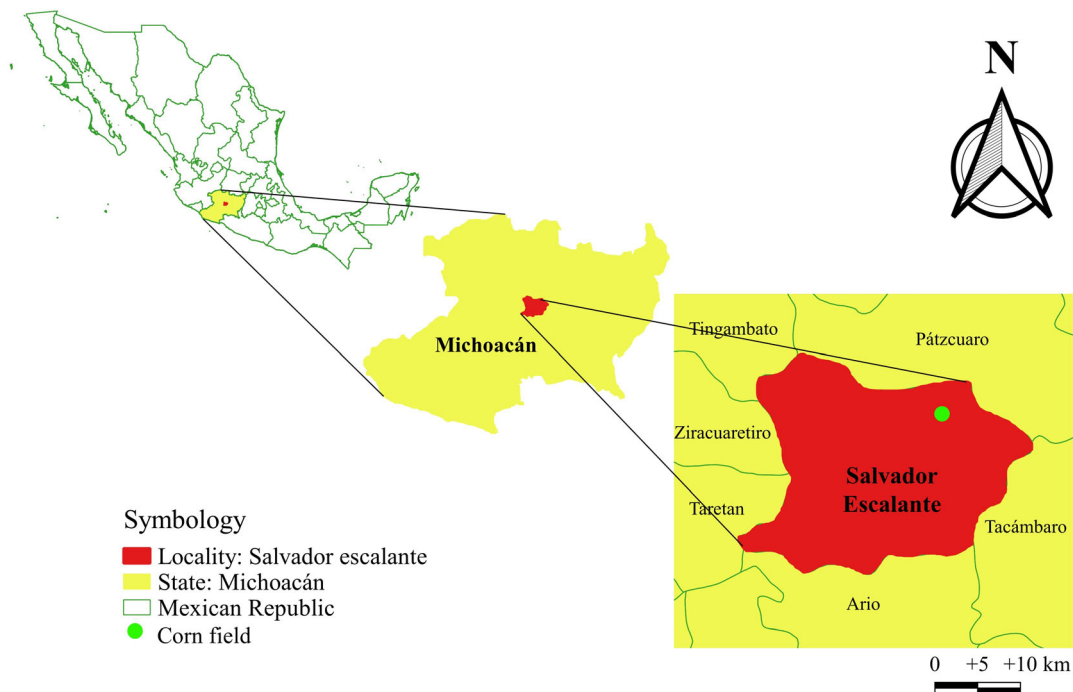 N
Michoacán
Tingambato
Pátzcuaro
Ziracuaretiro
Salvador
Escalante
Taretan
Tacámbaro
Ario
Symbology
Locality: Salvador escalante
State: Michoacán
Mexican Republic
Corn field
0 +5 +10 km